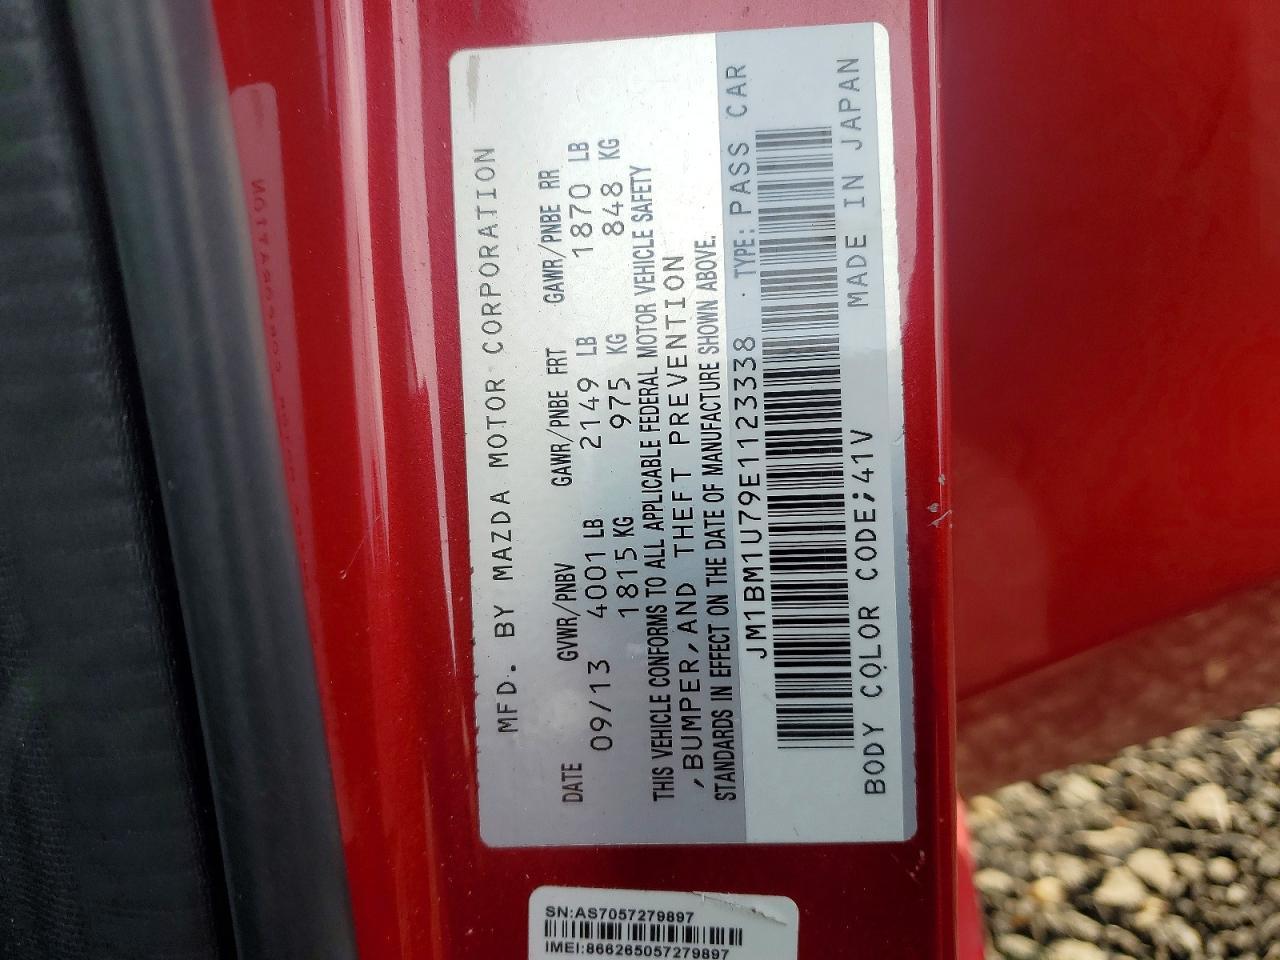 MFD. BY MAZDA MOTOR CORPORATION
DATE GVWR/PNBV GAWR/PNBE FRT GAWR/PNBE RR
09/13 4001 LB 2149 LB 1870 LB
1815 KG 975 KG 848 KG
THIS VEHICLE CONFORMS TO ALL APPLICABLE FEDERAL MOTOR VEHICLE SAFETY
,BUMPER,AND THEFT PREVENTION
STANDARDS IN EFFECT ON THE DATE OF MANUFACTURE SHOWN ABOVE.
JM1BM1U79E1123338 · TYPE: PASS CAR
BODY COLOR CODE;41V MADE IN JAPAN
SN:AS7057279897
IMEI:866265057279897